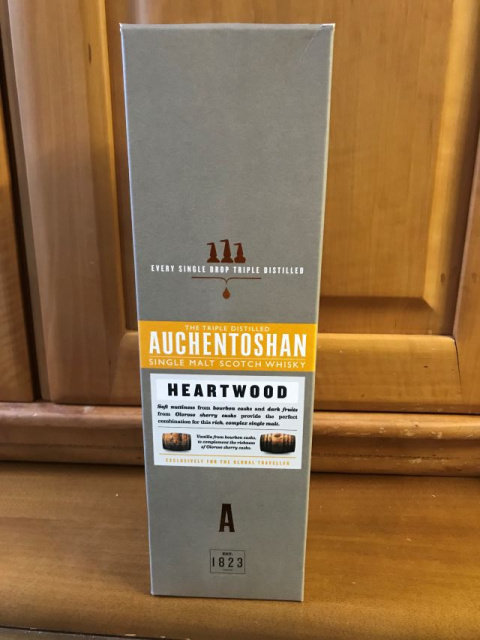 EVERY SINGLE DROP TRIPLE DISTILLED
THE TRIPLE DISTILLED
AUCHENTOSHAN
SINGLE MALT SCOTCH WHISKY
HEARTWOOD
Soft nuttiness from bourbon casks and dark fruits
from Oloroso sherry casks provide the perfect
combination for this rich, complex single malt.
Vanilla from bourbon casks,
to complement the richness
of Oloroso sherry casks.
EXCLUSIVELY FOR THE GLOBAL TRAVELLER
A
EST.
1823